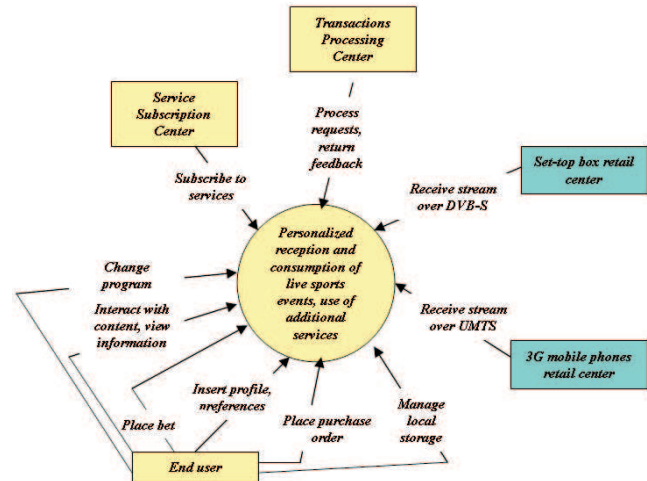 Transactions
Processing
Center
Service
Subscription
Center
Process
requests,
return
feedback
Set-top box retail
center
Subscribe to
services
Receive stream
over DVB-S
Personalized
reception and
consumption of
live sports
events, use of
additional
services
Change
program
Interact with
content, view
information
Receive stream
over UMTS
3G mobile phones
retail center
Insert profile,
nreferences
Place bet
Place purchase
order
Manage
local
storage
End user